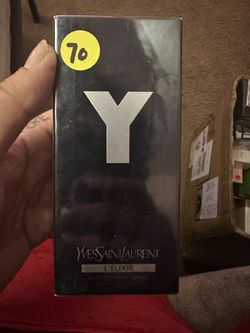 70
Y
YVESSAINTLAURENT
L'ELIXIR